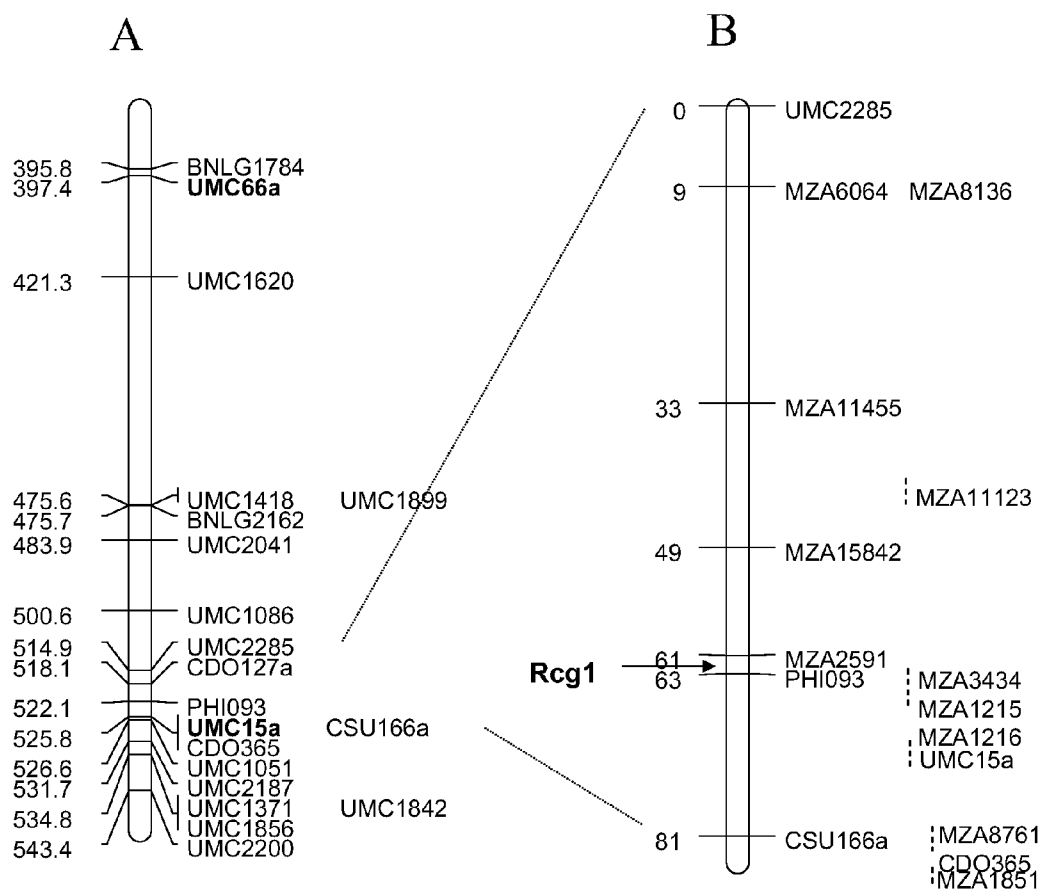 A
395.8 BNLG1784
397.4 UMC66a
421.3 UMC1620
475.6 UMC1418 UMC1899
475.7 BNLG2162
483.9 UMC2041
500.6 UMC1086
514.9 UMC2285
518.1 CDO127a
522.1 PHI093
525.8 UMC15a CSU166a
CDO365
526.6 UMC1051
531.7 UMC2187
534.8 UMC1371 UMC1842
UMC1856
543.4 UMC2200
B
0 UMC2285
9 MZA6064 MZA8136
33 MZA11455
MZA11123
49 MZA15842
61 MZA2591
Rcg1
63 PHI093 MZA3434
MZA1215
MZA1216
UMC15a
81 CSU166a MZA8761
CDO365
MZA1851